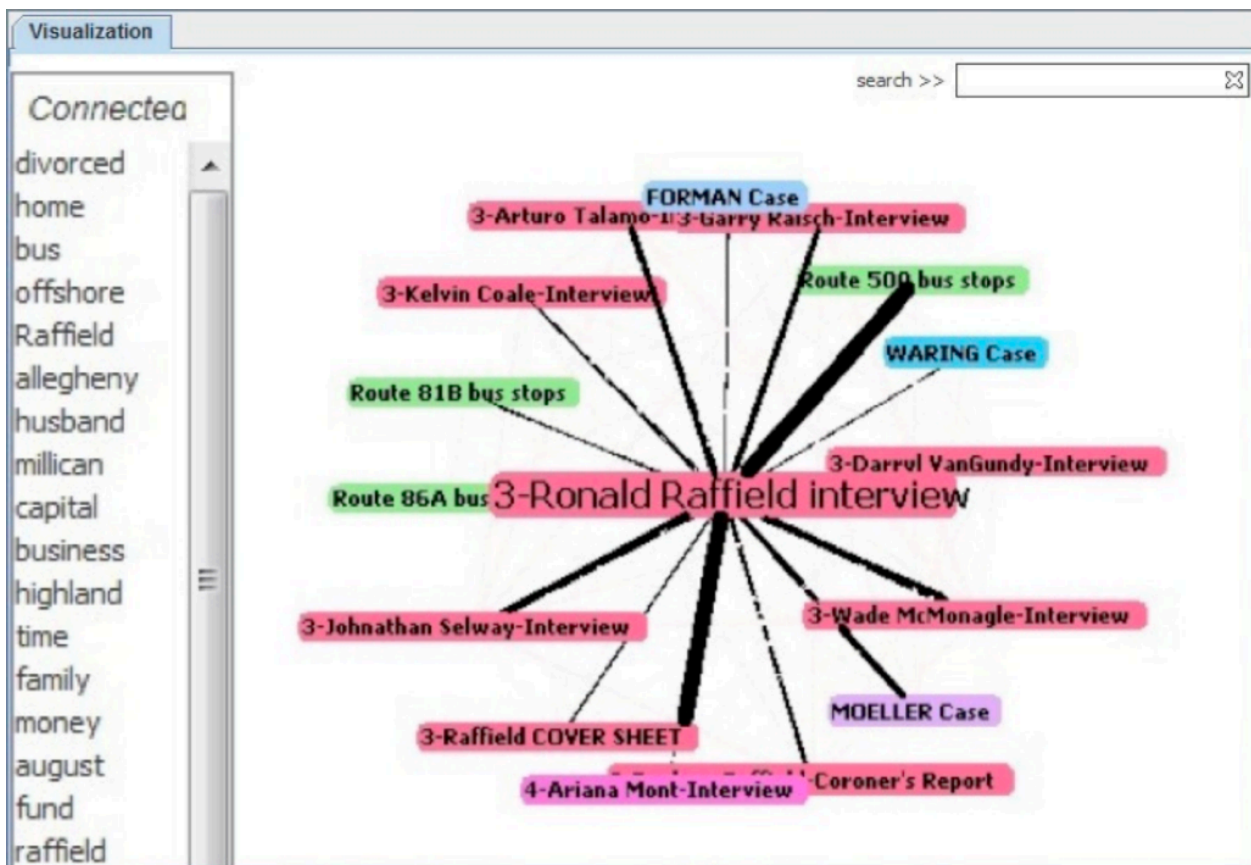 Visualization
search >>
Connected
divorced
home
bus
offshore
Raffield
allegheny
husband
millican
capital
business
highland
time
family
money
august
fund
raffield
FORMAN Case
3-Arturo Talamo-
3-Garry Raisch-Interview
Route 500 bus stops
3-Kelvin Coale-Interview
WARING Case
Route 81B bus stops
3-Darryl VanGundy-Interview
Route 86A bus
3-Ronald Raffield interview
3-Wade McMonagle-Interview
3-Johnathan Selway-Interview
MOELLER Case
3-Raffield COVER SHEET
-Coroner's Report
4-Ariana Mont-Interview